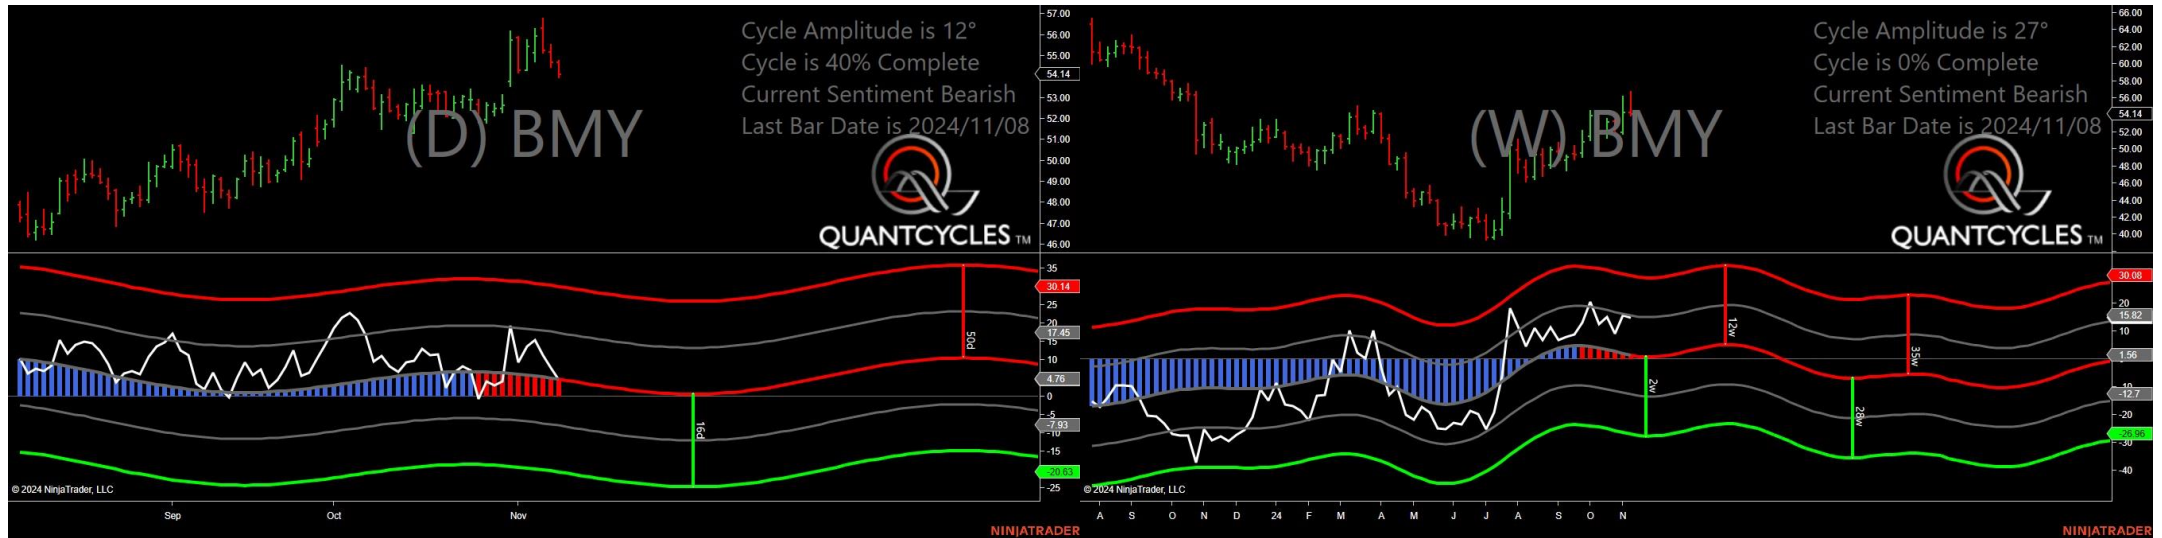 Cycle Amplitude is 12°
Cycle is 40% Complete
Current Sentiment Bearish
Last Bar Date is 2024/11/08
(D) BMY
QUANTCYCLES TM
57.00
56.00
55.00
54.14
53.00
52.00
51.00
50.00
49.00
48.00
47.00
46.00
35
30.14
25
20
17.45
15
10
4.76
0
-5
-7.93
-10
-15
-20.63
-25
50d
16d
© 2024 NinjaTrader, LLC
Sep Oct Nov
NINJATRADER
Cycle Amplitude is 27°
Cycle is 0% Complete
Current Sentiment Bearish
Last Bar Date is 2024/11/08
(W) BMY
QUANTCYCLES TM
66.00
64.00
62.00
60.00
58.00
56.00
54.14
52.00
50.00
48.00
46.00
44.00
42.00
40.00
30.08
20
15.82
10
1.56
-10
-12.7
-20
-26.96
-30
-40
12w
35w
2w
28w
© 2024 NinjaTrader, LLC
A S O N D 24 F M A M J J A S O N
NINJATRADER